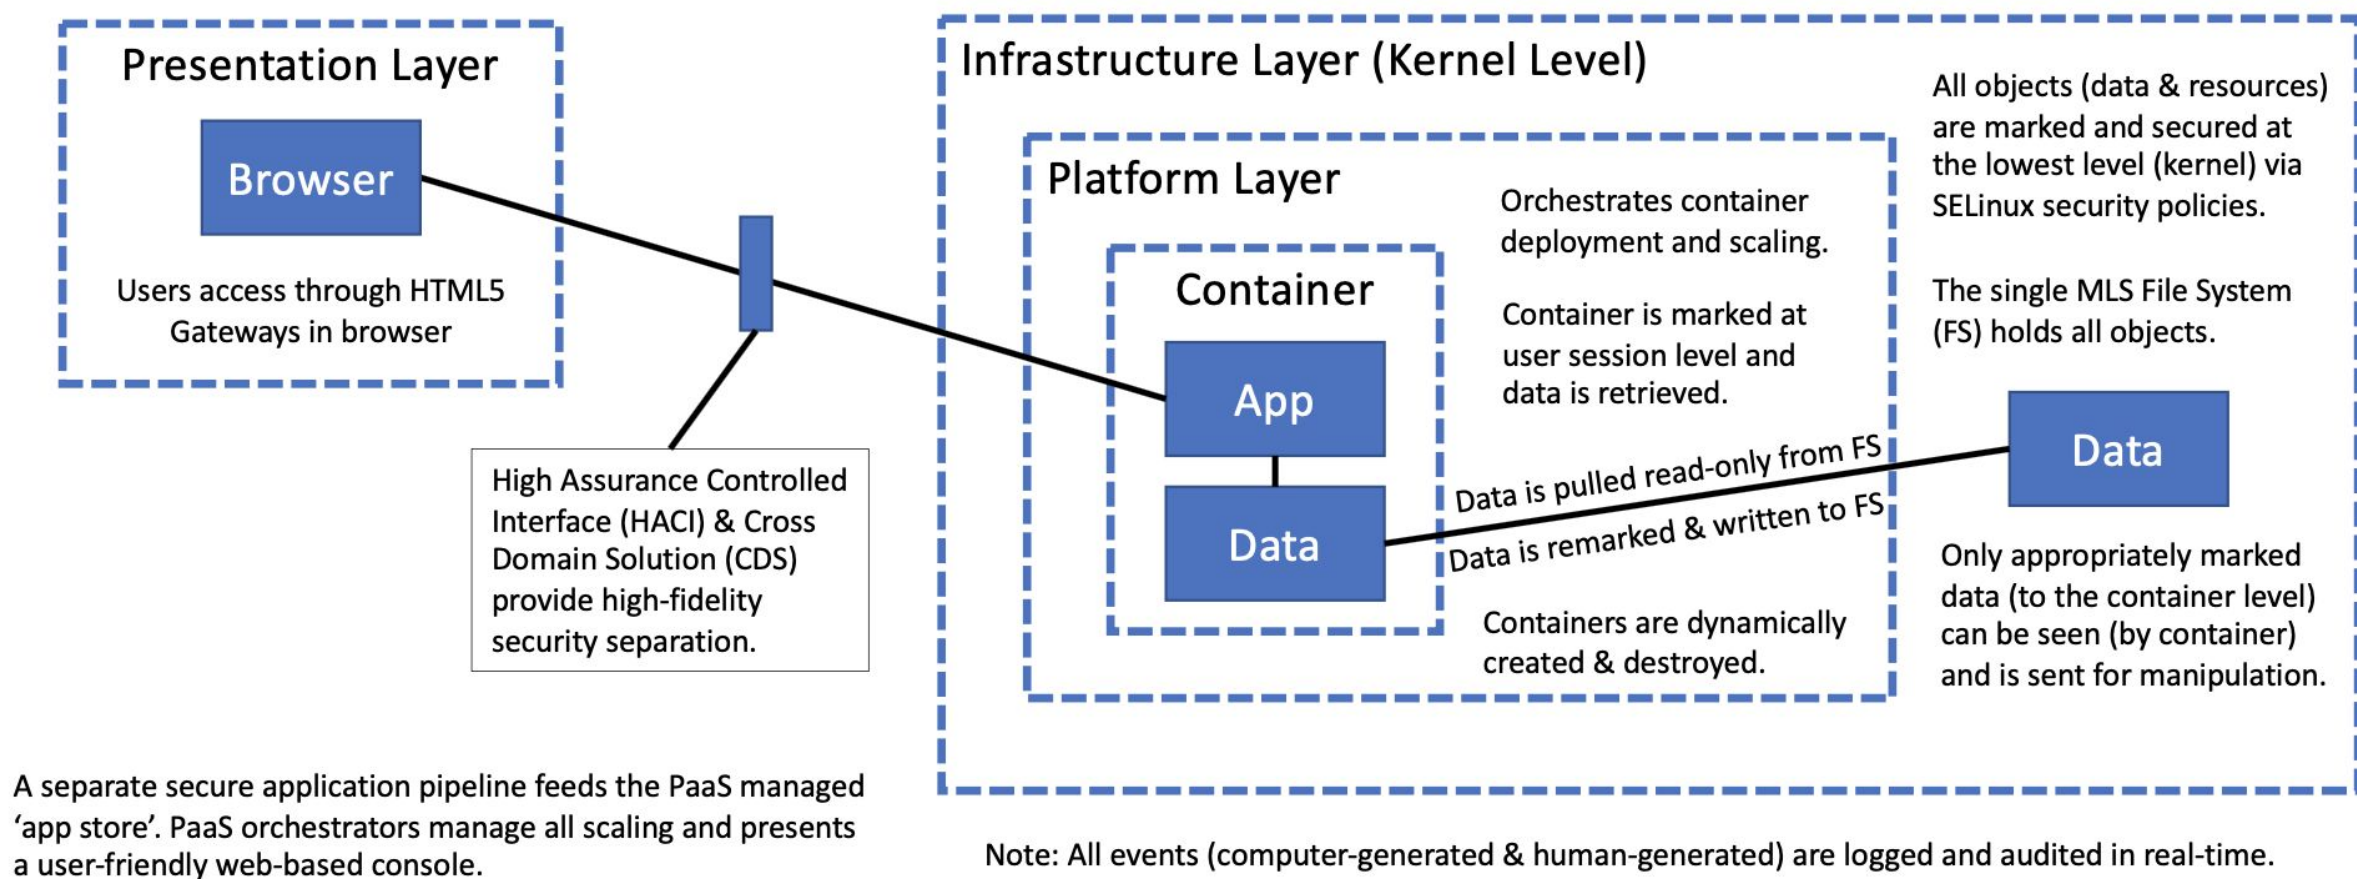 Presentation Layer
Browser
Users access through HTML5
Gateways in browser
High Assurance Controlled
Interface (HACI) & Cross
Domain Solution (CDS)
provide high-fidelity
security separation.
A separate secure application pipeline feeds the PaaS managed
‘app store’. PaaS orchestrators manage all scaling and presents
a user-friendly web-based console.
Infrastructure Layer (Kernel Level)
Platform Layer
Container
App
Data
Orchestrates container
deployment and scaling.
Container is marked at
user session level and
data is retrieved.
Data is pulled read-only from FS
Data is remarked & written to FS
Containers are dynamically
created & destroyed.
All objects (data & resources)
are marked and secured at
the lowest level (kernel) via
SELinux security policies.
The single MLS File System
(FS) holds all objects.
Data
Only appropriately marked
data (to the container level)
can be seen (by container)
and is sent for manipulation.
Note: All events (computer-generated & human-generated) are logged and audited in real-time.